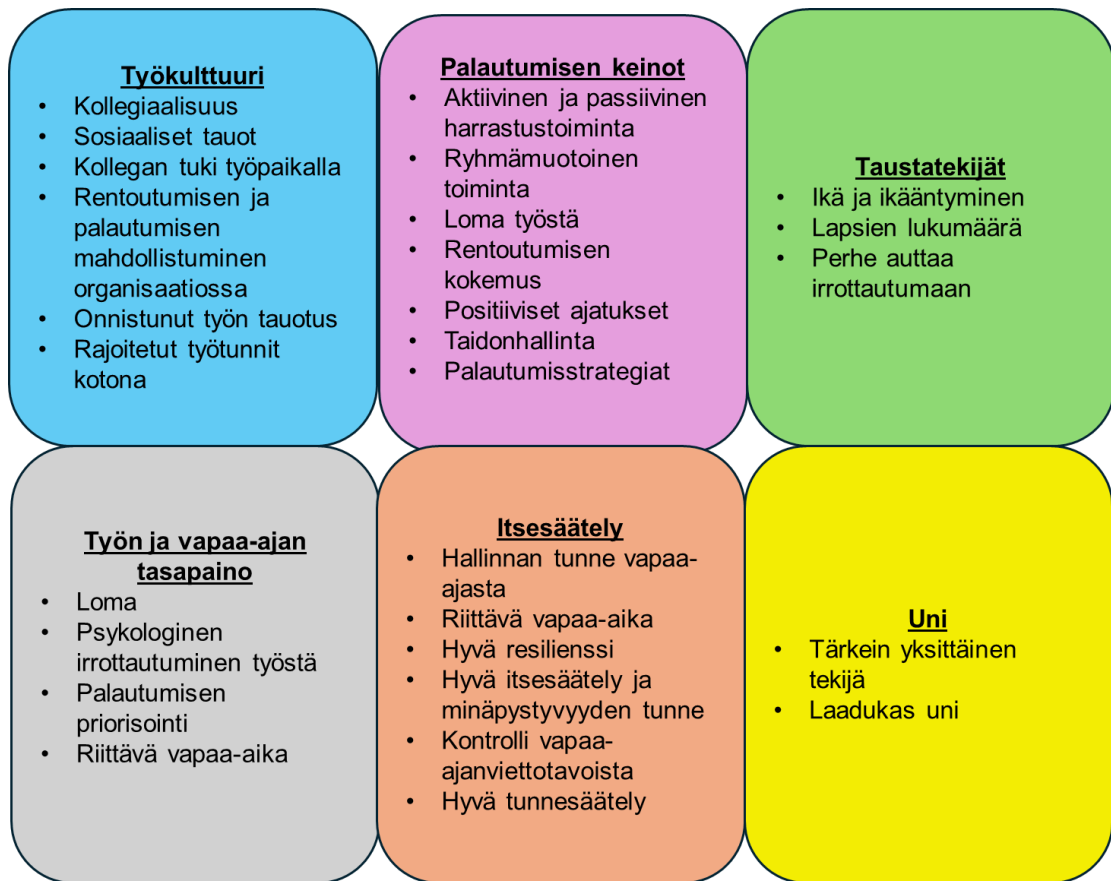 Työkulttuuri
• Kollegiaalisuus
• Sosiaaliset tauot
• Kollegan tuki työpaikalla
• Rentoutumisen ja
palautumisen
mahdollistuminen
organisaatiossa
• Onnistunut työn tauotus
• Rajoitetut työtunnit
kotona
Palautumisen keinot
• Aktiivinen ja passiivinen
harrastustoiminta
• Ryhmämuotoinen
toiminta
• Loma työstä
• Rentoutumisen
kokemus
• Positiiviset ajatukset
• Taidonhallinta
• Palautumisstrategiat
Taustatekijät
• Ikä ja ikääntyminen
• Lapsien lukumäärä
• Perhe auttaa
irrottautumaan
Työn ja vapaa-ajan
tasapaino
• Loma
• Psykologinen
irrottautuminen työstä
• Palautumisen
priorisointi
• Riittävä vapaa-aika
Itsesäätely
• Hallinnan tunne vapaa-
ajasta
• Riittävä vapaa-aika
• Hyvä resilienssi
• Hyvä itsesäätely ja
minäpystyvyyden tunne
• Kontrolli vapaa-
ajanviettotavoista
• Hyvä tunnesäätely
Uni
• Tärkein yksittäinen
tekijä
• Laadukas uni